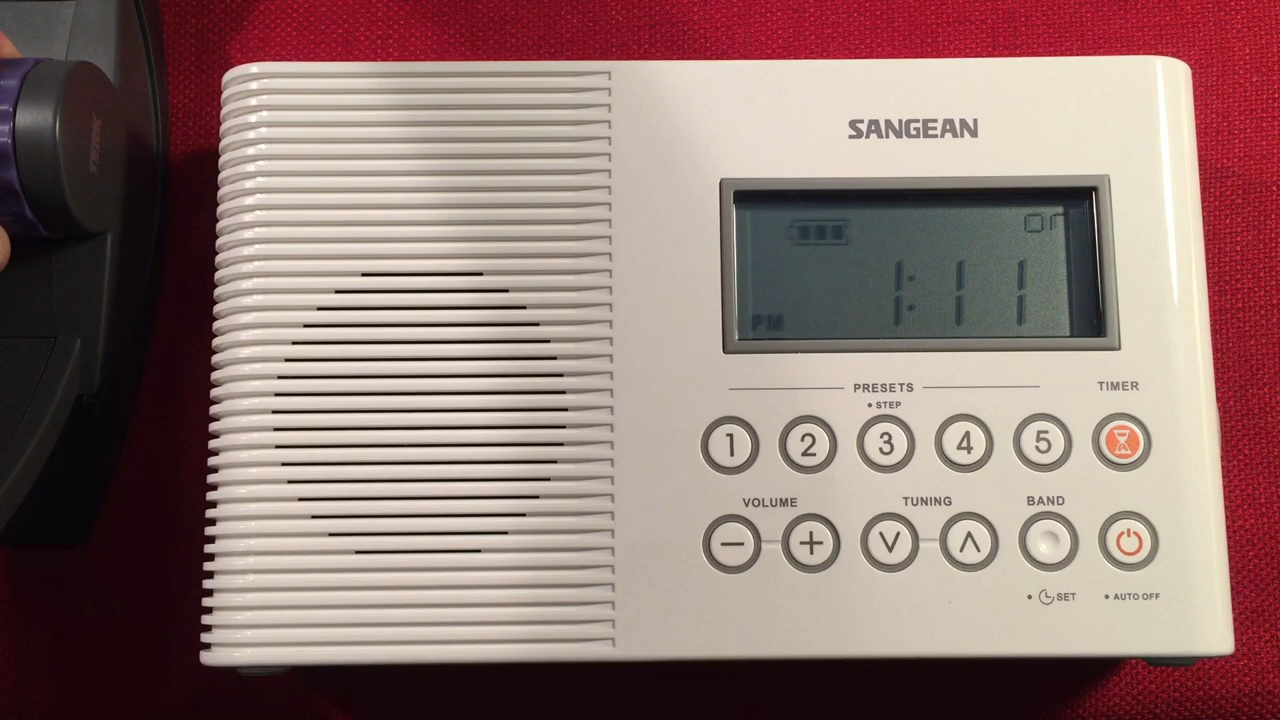 SANGEAN
on
1:11
PM
PRESETS
TIMER
• STEP
1 2 3 4 5
VOLUME TUNING BAND
− + ∨ ∧
• SET • AUTO OFF